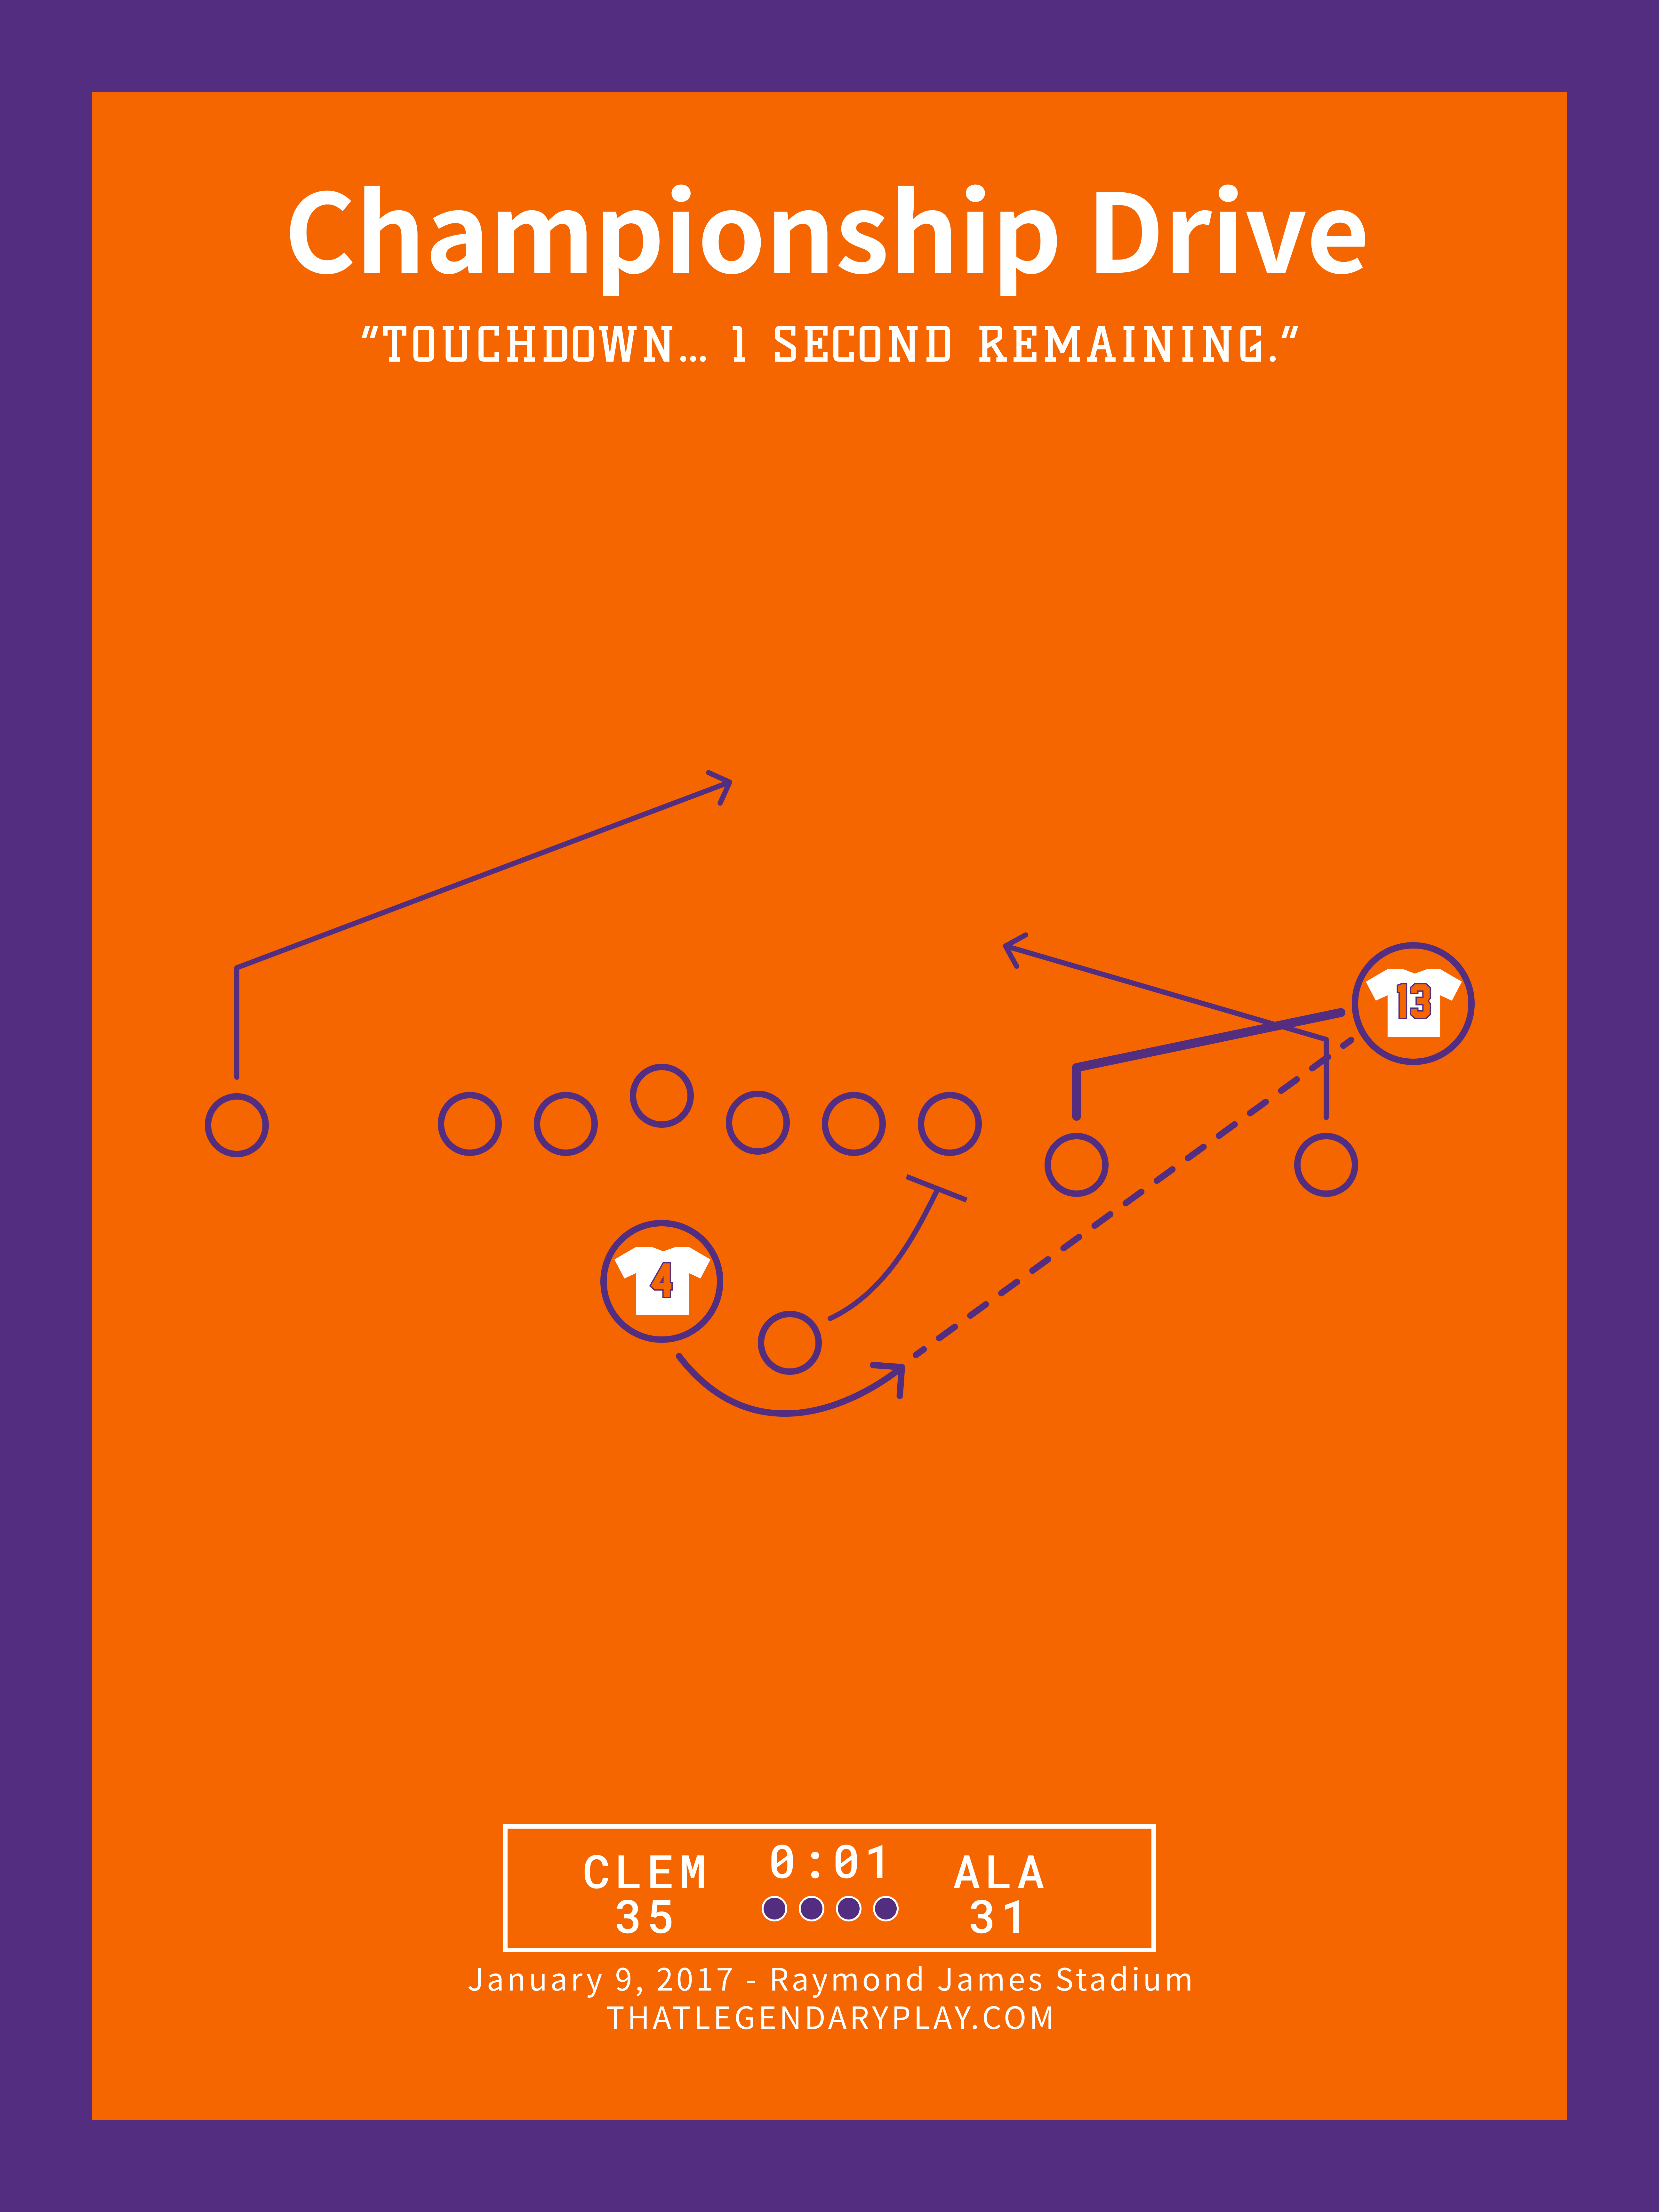 Championship Drive
"TOUCHDOWN... 1 SECOND REMAINING."
13
4
CLEM 0:01 ALA
35 31
January 9, 2017 - Raymond James Stadium
THATLEGENDARYPLAY.COM